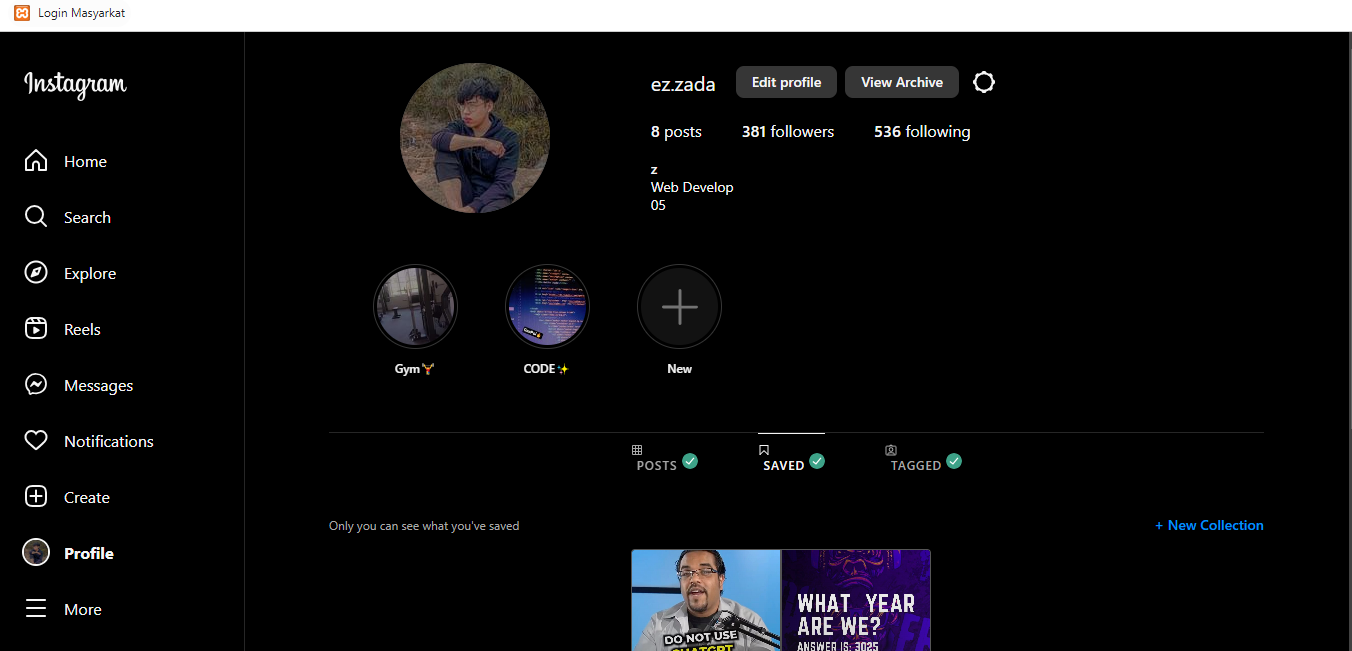 Login Masyarkat
Instagram
Home
Search
Explore
Reels
Messages
Notifications
Create
Profile
More
ez.zada
Edit profile
View Archive
8 posts
381 followers
536 following
z
Web Develop
05
Gym🏋
CODE✨
New
POSTS
SAVED
TAGGED
Only you can see what you've saved
+ New Collection
DO NOT USE
CHATGPT
WHAT YEAR
ARE WE?
ANSWER IS: 3025